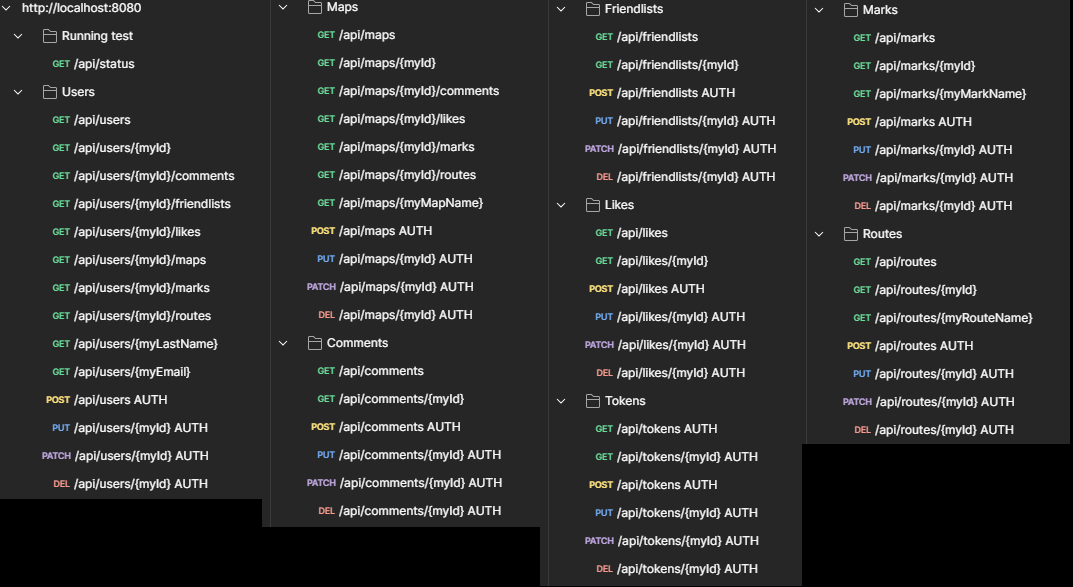 http://localhost:8080
Running test
GET /api/status
Users
GET /api/users
GET /api/users/{myId}
GET /api/users/{myId}/comments
GET /api/users/{myId}/friendlists
GET /api/users/{myId}/likes
GET /api/users/{myId}/maps
GET /api/users/{myId}/marks
GET /api/users/{myId}/routes
GET /api/users/{myLastName}
GET /api/users/{myEmail}
POST /api/users AUTH
PUT /api/users/{myId} AUTH
PATCH /api/users/{myId} AUTH
DEL /api/users/{myId} AUTH
Maps
GET /api/maps
GET /api/maps/{myId}
GET /api/maps/{myId}/comments
GET /api/maps/{myId}/likes
GET /api/maps/{myId}/marks
GET /api/maps/{myId}/routes
GET /api/maps/{myMapName}
POST /api/maps AUTH
PUT /api/maps/{myId} AUTH
PATCH /api/maps/{myId} AUTH
DEL /api/maps/{myId} AUTH
Comments
GET /api/comments
GET /api/comments/{myId}
POST /api/comments AUTH
PUT /api/comments/{myId} AUTH
PATCH /api/comments/{myId} AUTH
DEL /api/comments/{myId} AUTH
Friendlists
GET /api/friendlists
GET /api/friendlists/{myId}
POST /api/friendlists AUTH
PUT /api/friendlists/{myId} AUTH
PATCH /api/friendlists/{myId} AUTH
DEL /api/friendlists/{myId} AUTH
Likes
GET /api/likes
GET /api/likes/{myId}
POST /api/likes AUTH
PUT /api/likes/{myId} AUTH
PATCH /api/likes/{myId} AUTH
DEL /api/likes/{myId} AUTH
Tokens
GET /api/tokens AUTH
GET /api/tokens/{myId} AUTH
POST /api/tokens AUTH
PUT /api/tokens/{myId} AUTH
PATCH /api/tokens/{myId} AUTH
DEL /api/tokens/{myId} AUTH
Marks
GET /api/marks
GET /api/marks/{myId}
GET /api/marks/{myMarkName}
POST /api/marks AUTH
PUT /api/marks/{myId} AUTH
PATCH /api/marks/{myId} AUTH
DEL /api/marks/{myId} AUTH
Routes
GET /api/routes
GET /api/routes/{myId}
GET /api/routes/{myRouteName}
POST /api/routes AUTH
PUT /api/routes/{myId} AUTH
PATCH /api/routes/{myId} AUTH
DEL /api/routes/{myId} AUTH